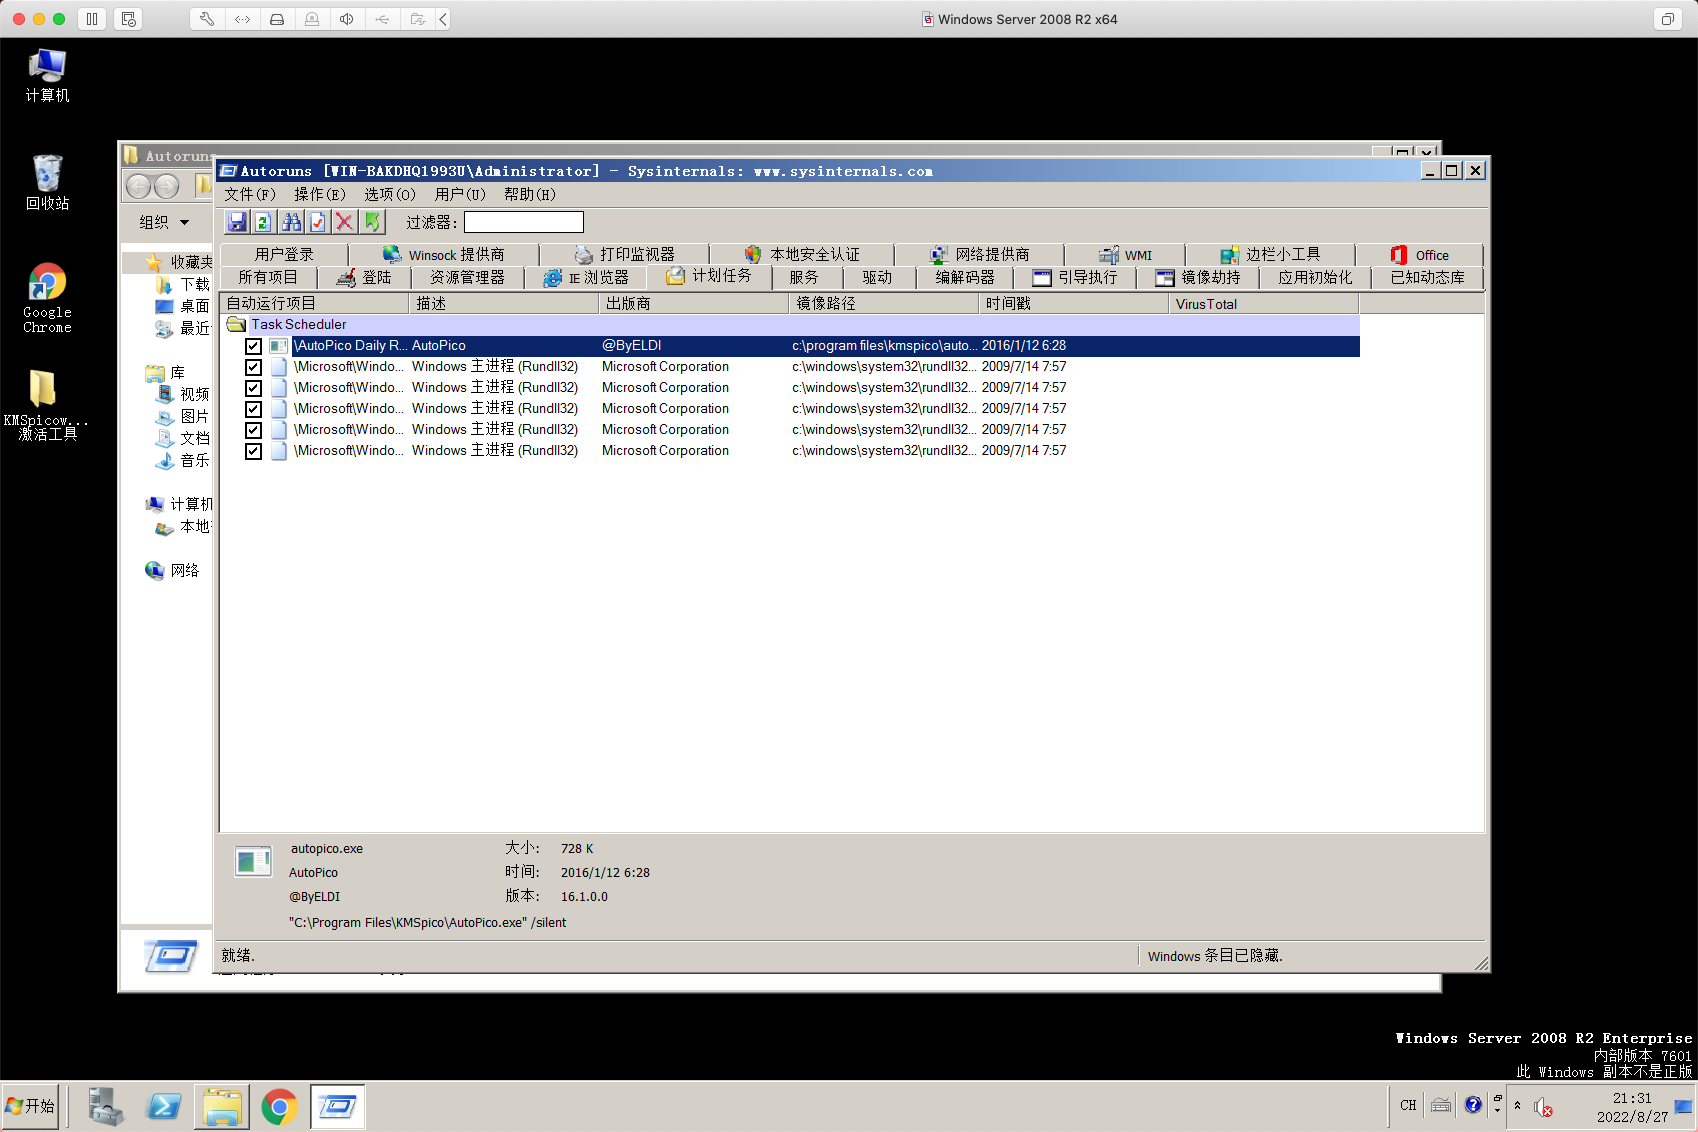 Windows Server 2008 R2 x64
计算机
回收站
Google
Chrome
KMSpicow...
激活工具
Autoruns
组织
收藏夹
下载
桌面
最近
库
视频
图片
文档
音乐
计算机
本地
网络
Autoruns [WIN-BAKDHQ1993U\Administrator] - Sysinternals: www.sysinternals.com
文件(F) 操作(E) 选项(O) 用户(U) 帮助(H)
过滤器:
用户登录 Winsock 提供商 打印监视器 本地安全认证 网络提供商 WMI 边栏小工具 Office
所有项目 登陆 资源管理器 IE 浏览器 计划任务 服务 驱动 编解码器 引导执行 镜像劫持 应用初始化 已知动态库
自动运行项目 描述 出版商 镜像路径 时间戳 VirusTotal
Task Scheduler
\AutoPico Daily R... AutoPico @ByELDI c:\program files\kmspico\auto... 2016/1/12 6:28
\Microsoft\Windo... Windows 主进程 (Rundll32) Microsoft Corporation c:\windows\system32\rundll32... 2009/7/14 7:57
\Microsoft\Windo... Windows 主进程 (Rundll32) Microsoft Corporation c:\windows\system32\rundll32... 2009/7/14 7:57
\Microsoft\Windo... Windows 主进程 (Rundll32) Microsoft Corporation c:\windows\system32\rundll32... 2009/7/14 7:57
\Microsoft\Windo... Windows 主进程 (Rundll32) Microsoft Corporation c:\windows\system32\rundll32... 2009/7/14 7:57
\Microsoft\Windo... Windows 主进程 (Rundll32) Microsoft Corporation c:\windows\system32\rundll32... 2009/7/14 7:57
autopico.exe 大小: 728 K
AutoPico 时间: 2016/1/12 6:28
@ByELDI 版本: 16.1.0.0
"C:\Program Files\KMSpico\AutoPico.exe" /silent
就绪. Windows 条目已隐藏.
Windows Server 2008 R2 Enterprise
内部版本 7601
此 Windows 副本不是正版
开始
CH
21:31
2022/8/27